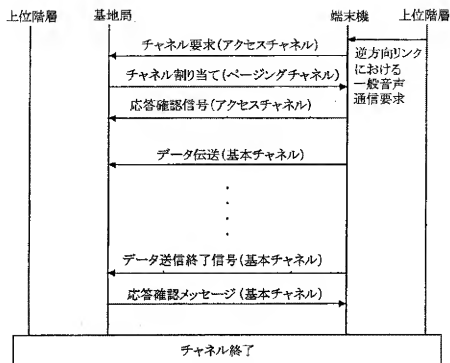 上位階層
基地局
端末機
上位階層
チャネル要求(アクセスチャネル)
逆方向リンク
における
一般音声
通信要求
チャネル割り当て(ページングチャネル)
応答確認信号(アクセスチャネル)
データ伝送(基本チャネル)
データ送信終了信号(基本チャネル)
応答確認メッセージ(基本チャネル)
チャネル終了